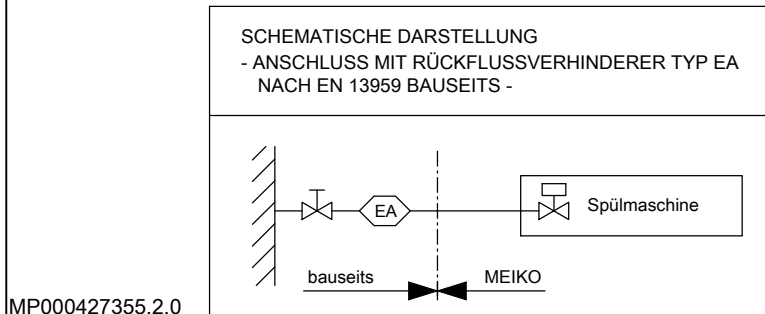 SCHEMATISCHE DARSTELLUNG
- ANSCHLUSS MIT RÜCKFLUSSVERHINDERER TYP EA
NACH EN 13959 BAUSEITS -
EA
Spülmaschine
bauseits
MEIKO
MP000427355.2.0